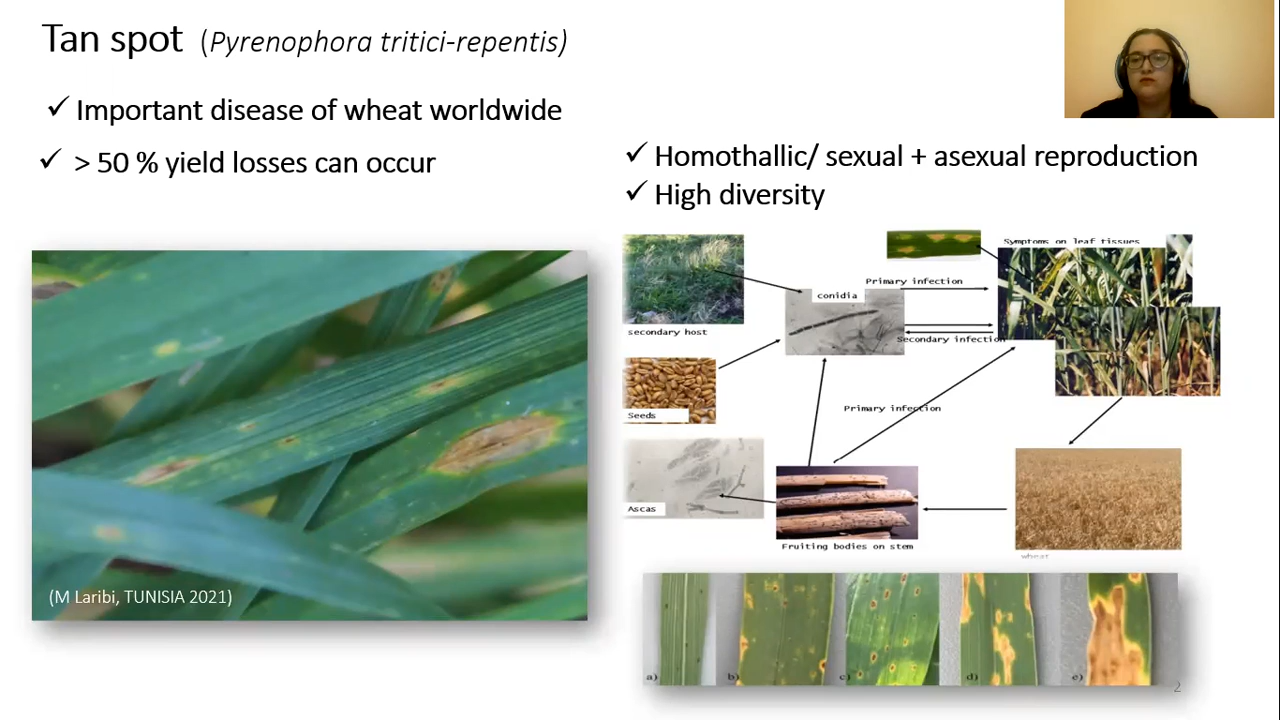 Tan spot (Pyrenophora tritici-repentis)
✓ Important disease of wheat worldwide
✓ > 50 % yield losses can occur
✓ Homothallic/ sexual + asexual reproduction
✓ High diversity
Symptoms on leaf tissues
Primary infection
conidia
secondary host
Secondary infection
Seeds
Primary infection
Ascas
Fruiting bodies on stem
wheat
(M Laribi, TUNISIA 2021)
a) b) c) d) e)
2